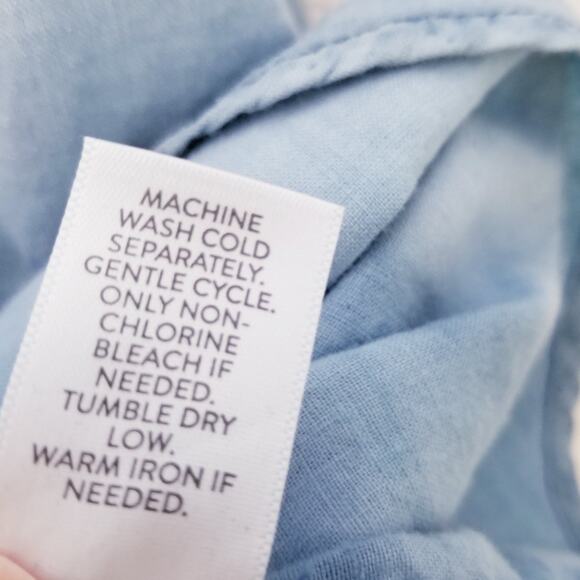 MACHINE
WASH COLD
SEPARATELY.
GENTLE CYCLE.
ONLY NON-
CHLORINE
BLEACH IF
NEEDED.
TUMBLE DRY
LOW.
WARM IRON IF
NEEDED.